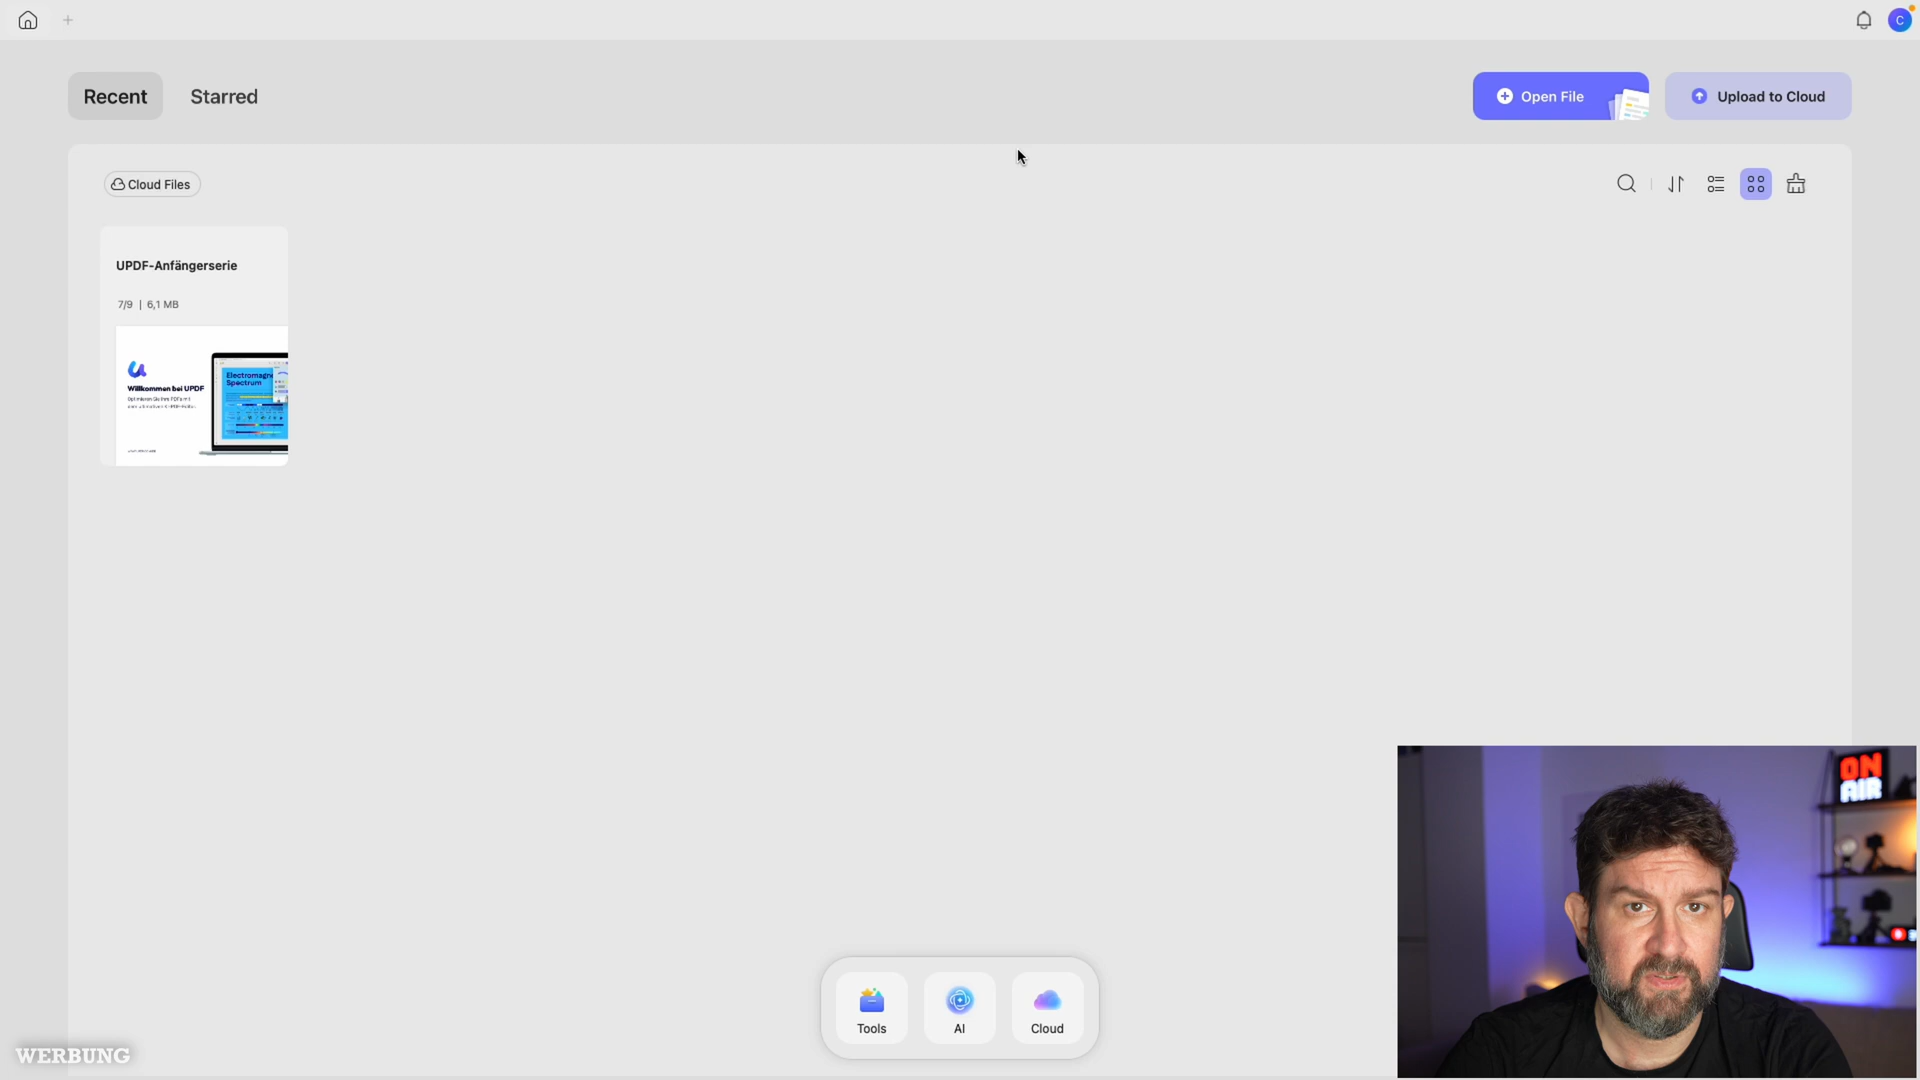 C
Recent
Starred
Open File
Upload to Cloud
Cloud Files
UPDF-Anfängerserie
7/9 | 6,1 MB
Willkommen bei UPDF
Electromagne
Spectrum
ON
AIR
Tools
AI
Cloud
WERBUNG